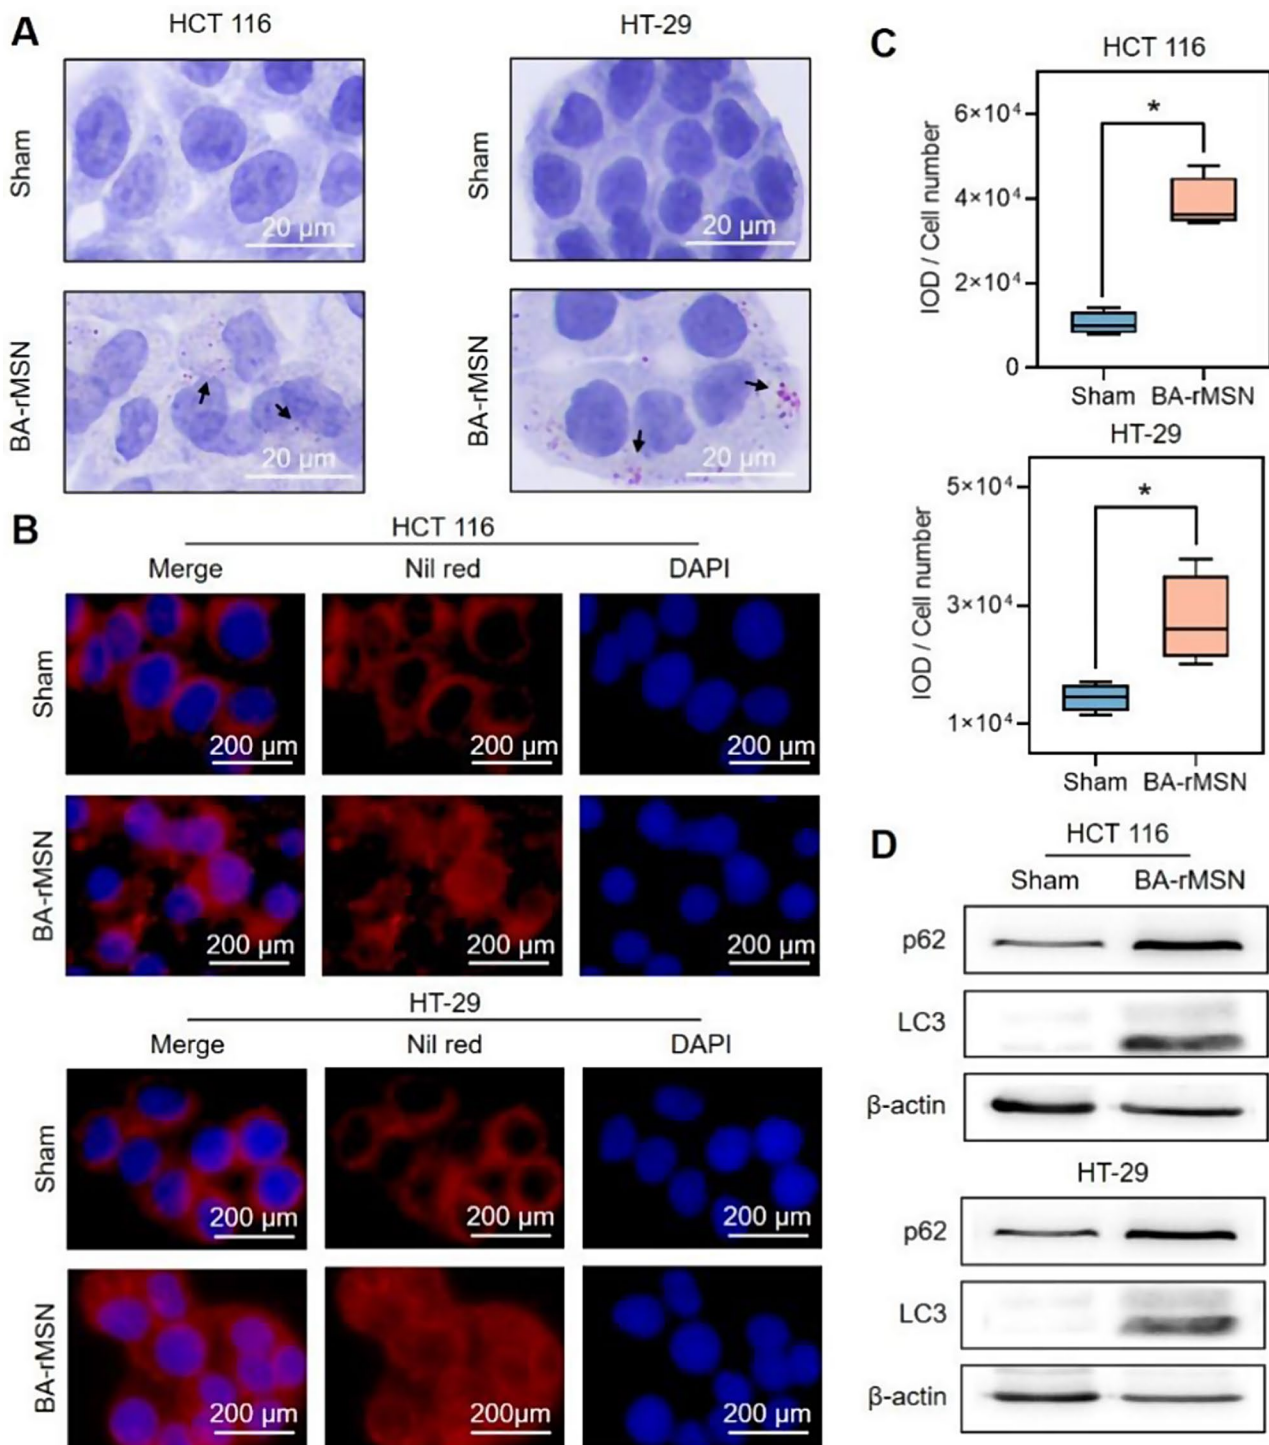 A
HCT 116
HT-29
Sham
20 µm
Sham
20 µm
BA-rMSN
20 µm
BA-rMSN
20 µm
B
HCT 116
Merge
Nil red
DAPI
Sham
200 µm
200 µm
200 µm
BA-rMSN
200 µm
200 µm
200 µm
HT-29
Merge
Nil red
DAPI
Sham
200 µm
200 µm
200 µm
BA-rMSN
200 µm
200µm
200 µm
C
HCT 116
IOD / Cell number
6×10⁴
4×10⁴
2×10⁴
0
*
Sham BA-rMSN
HT-29
IOD / Cell number
5×10⁴
3×10⁴
1×10⁴
*
Sham BA-rMSN
D
HCT 116
Sham BA-rMSN
p62
LC3
β-actin
HT-29
p62
LC3
β-actin